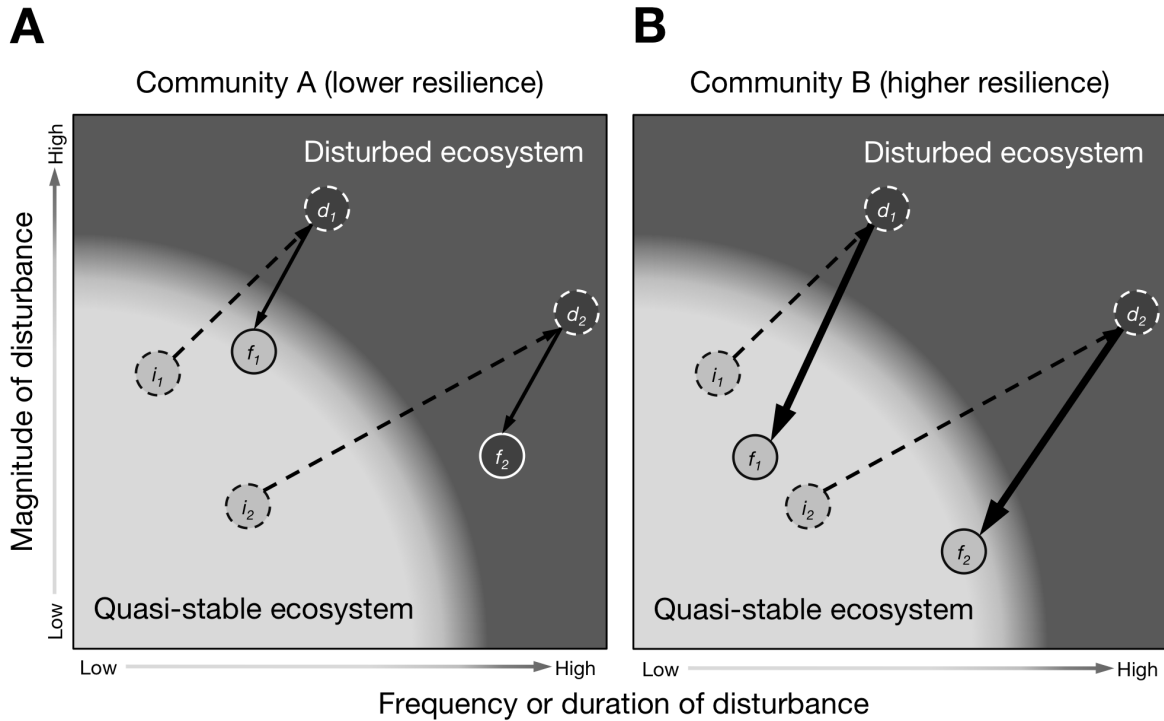 A
B
Community A (lower resilience)
Community B (higher resilience)
Magnitude of disturbance
High
Low
Disturbed ecosystem
d1
d2
i1
f1
f2
i2
Quasi-stable ecosystem
Disturbed ecosystem
d1
d2
i1
f1
i2
f2
Quasi-stable ecosystem
Low
High
Low
High
Frequency or duration of disturbance